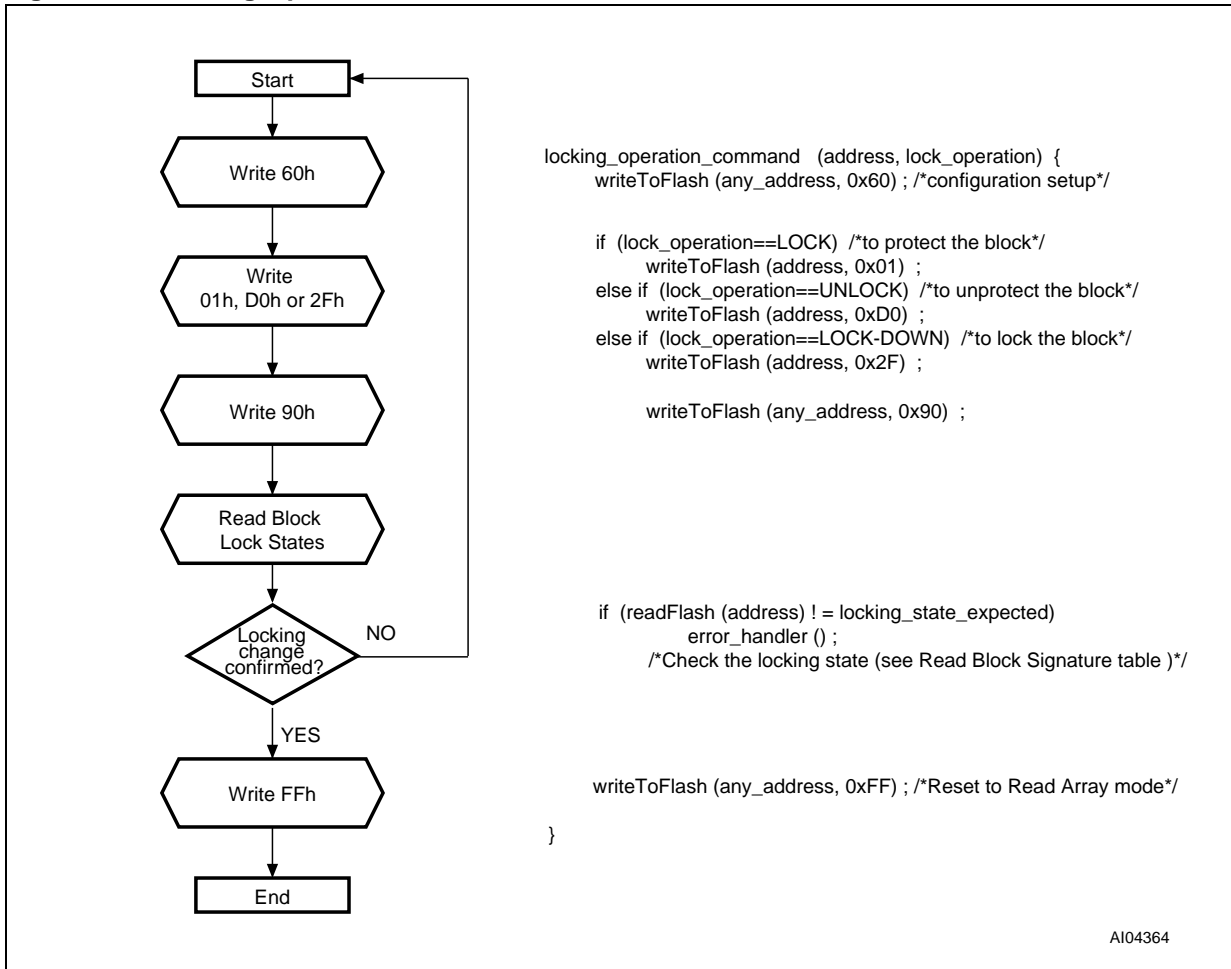 Start
Write 60h
Write
01h, D0h or 2Fh
Write 90h
Read Block
Lock States
Locking
change
confirmed?
NO
YES
Write FFh
End
locking_operation_command (address, lock_operation) {
writeToFlash (any_address, 0x60) ; /*configuration setup*/
if (lock_operation==LOCK) /*to protect the block*/
writeToFlash (address, 0x01) ;
else if (lock_operation==UNLOCK) /*to unprotect the block*/
writeToFlash (address, 0xD0) ;
else if (lock_operation==LOCK-DOWN) /*to lock the block*/
writeToFlash (address, 0x2F) ;
writeToFlash (any_address, 0x90) ;
if (readFlash (address) ! = locking_state_expected)
error_handler () ;
/*Check the locking state (see Read Block Signature table )*/
writeToFlash (any_address, 0xFF) ; /*Reset to Read Array mode*/
}
AI04364